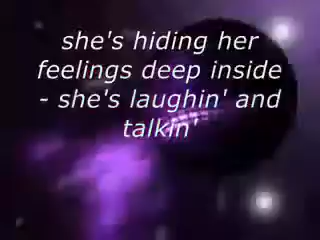 she's hiding her
feelings deep inside
- she's laughin' and
talkin'